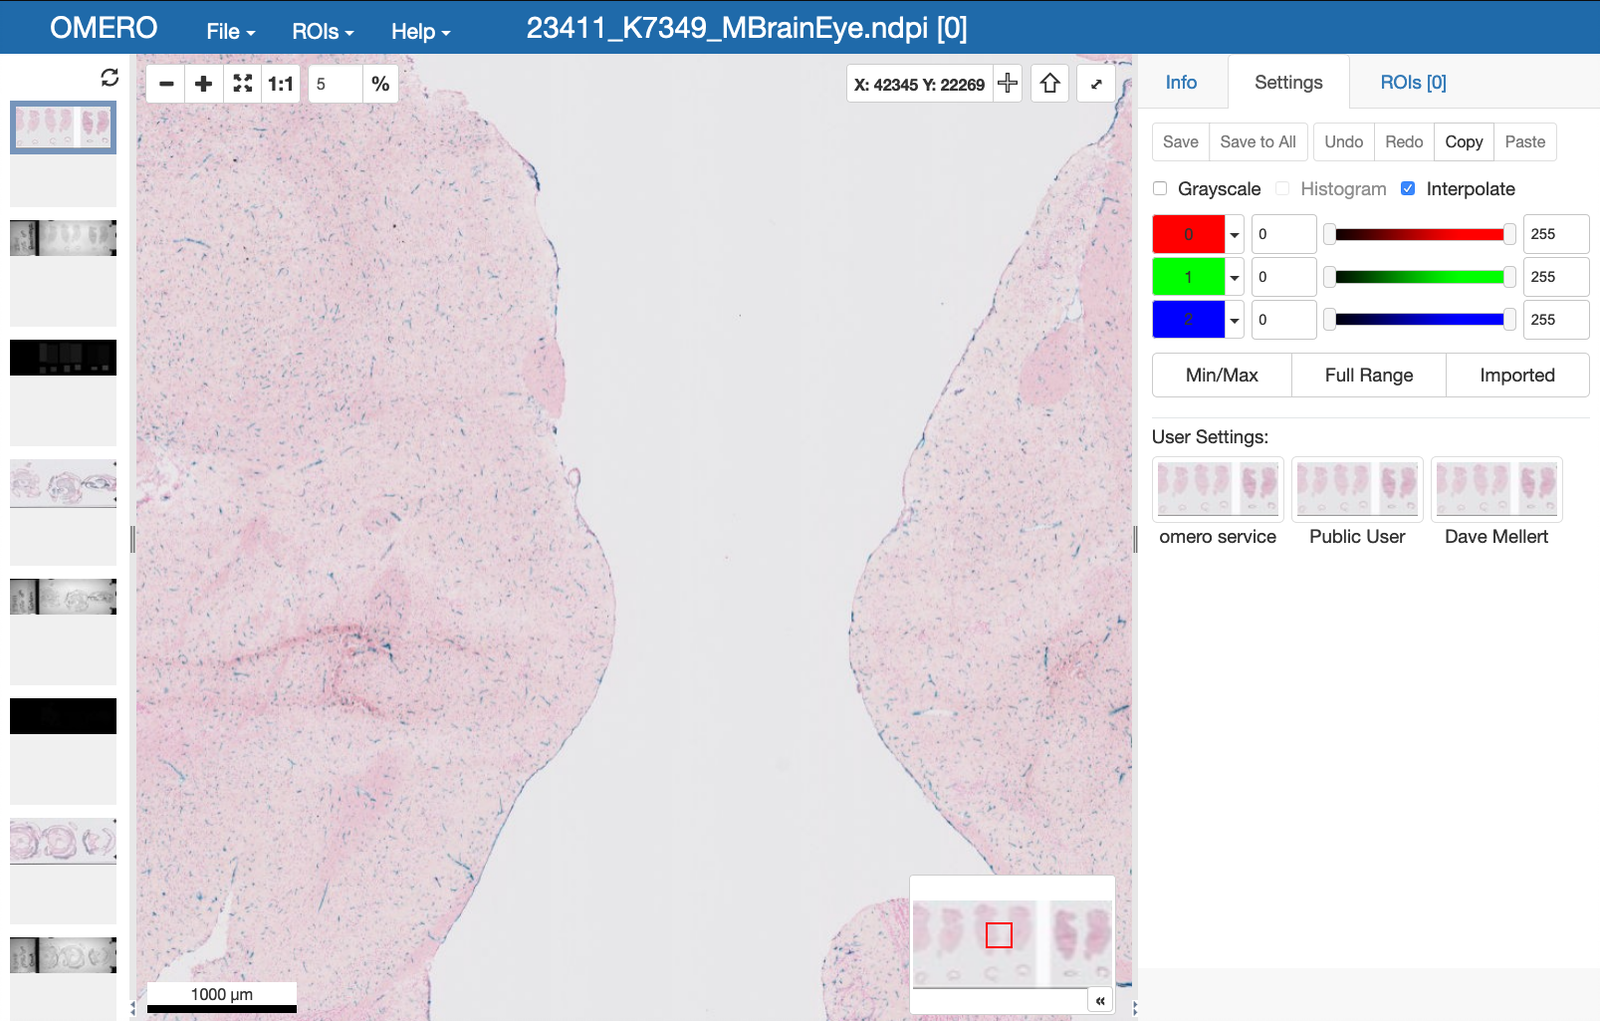 OMERO File ROIs Help 23411_K7349_MBrainEye.ndpi [0]
1:1 5 %
X: 42345 Y: 22269
Info Settings ROIs [0]
Save Save to All Undo Redo Copy Paste
Grayscale Histogram Interpolate
0 0 255
1 0 255
2 0 255
Min/Max Full Range Imported
User Settings:
omero service Public User Dave Mellert
1000 µm
«